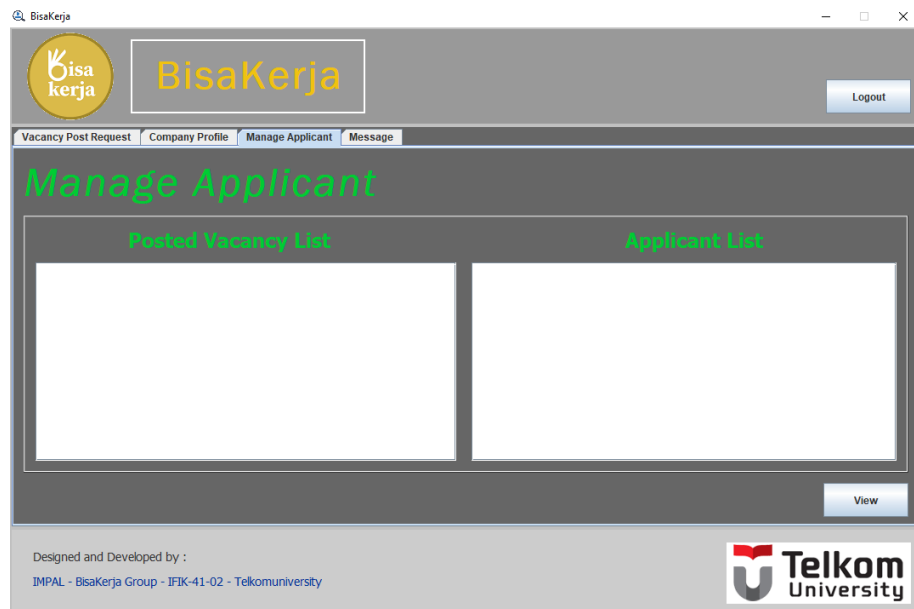 BisaKerja
Bisa
kerja
BisaKerja
Logout
Vacancy Post Request Company Profile Manage Applicant Message
Manage Applicant
Posted Vacancy List Applicant List
View
Designed and Developed by :
IMPAL - BisaKerja Group - IFIK-41-02 - Telkomuniversity
Telkom
University